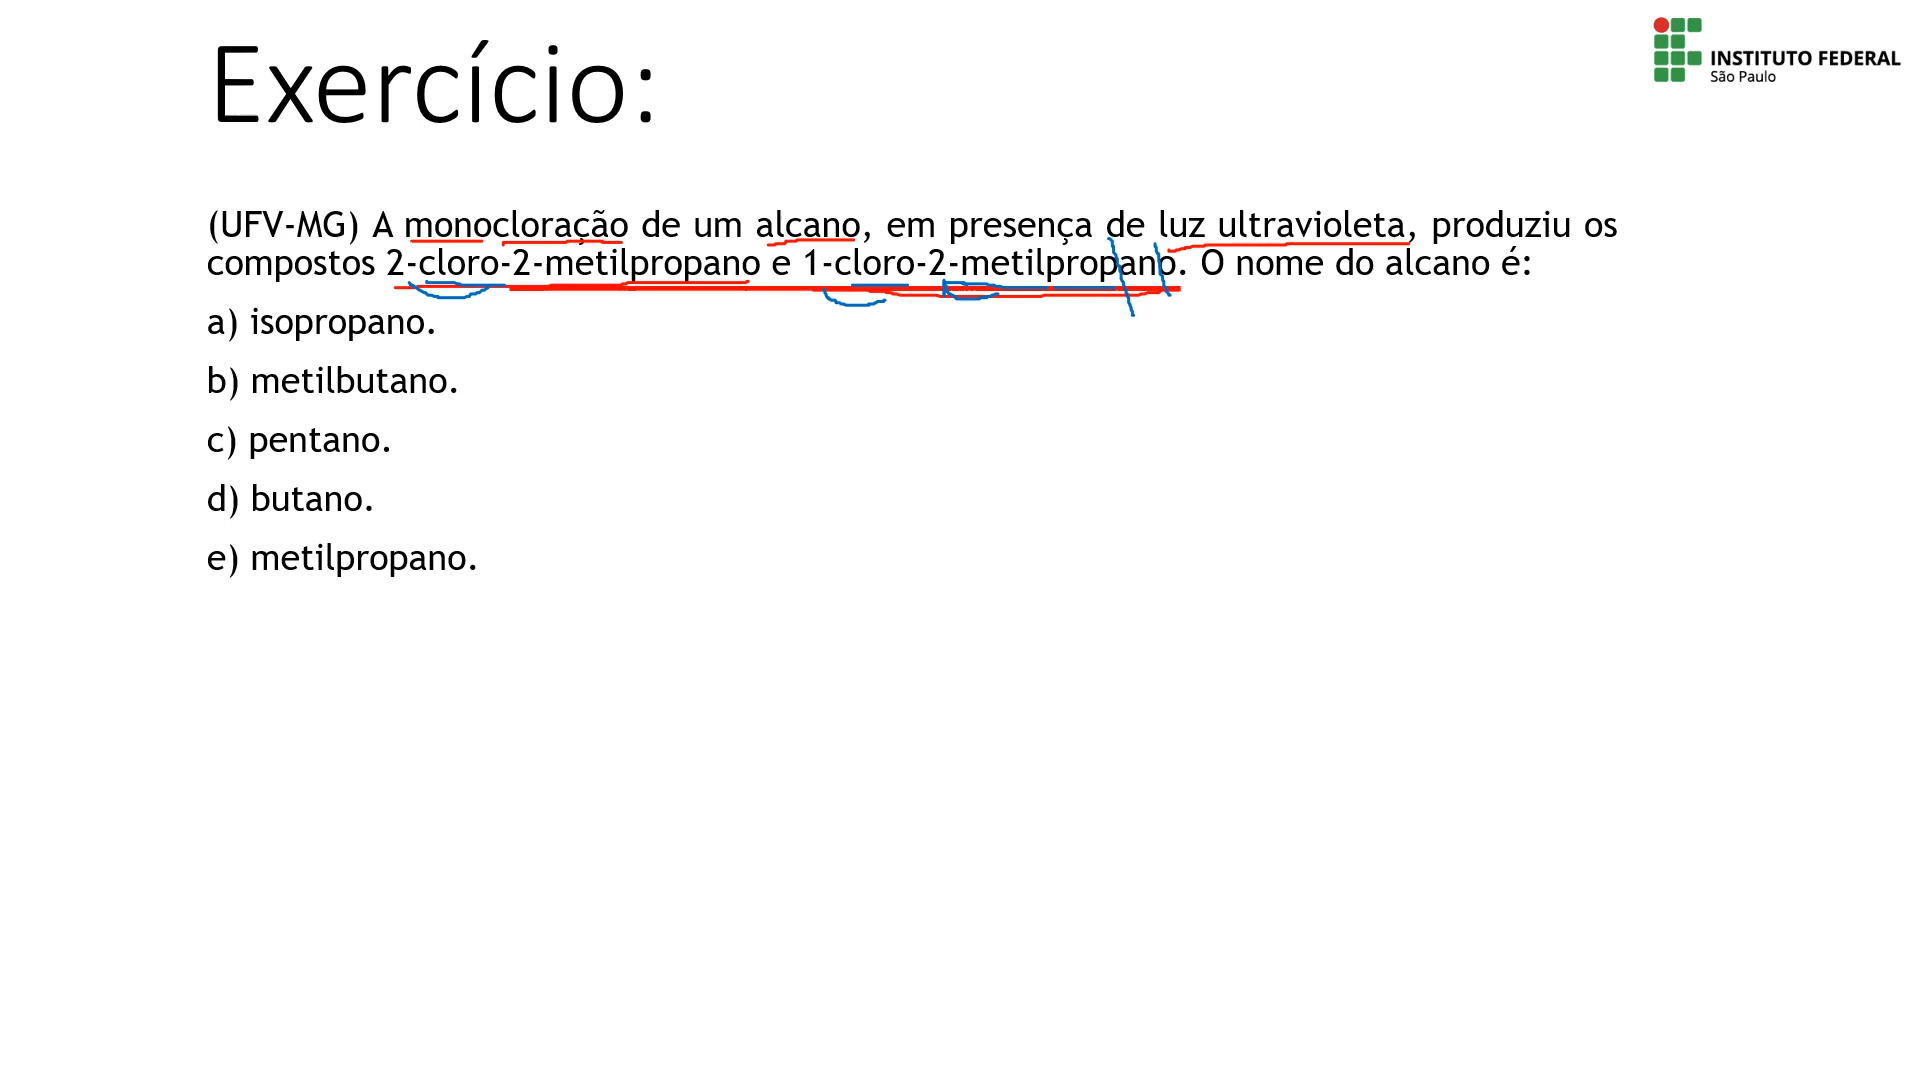 Exercício:
INSTITUTO FEDERAL
São Paulo
(UFV-MG) A monocloração de um alcano, em presença de luz ultravioleta, produziu os
compostos 2-cloro-2-metilpropano e 1-cloro-2-metilpropano. O nome do alcano é:
a) isopropano.
b) metilbutano.
c) pentano.
d) butano.
e) metilpropano.